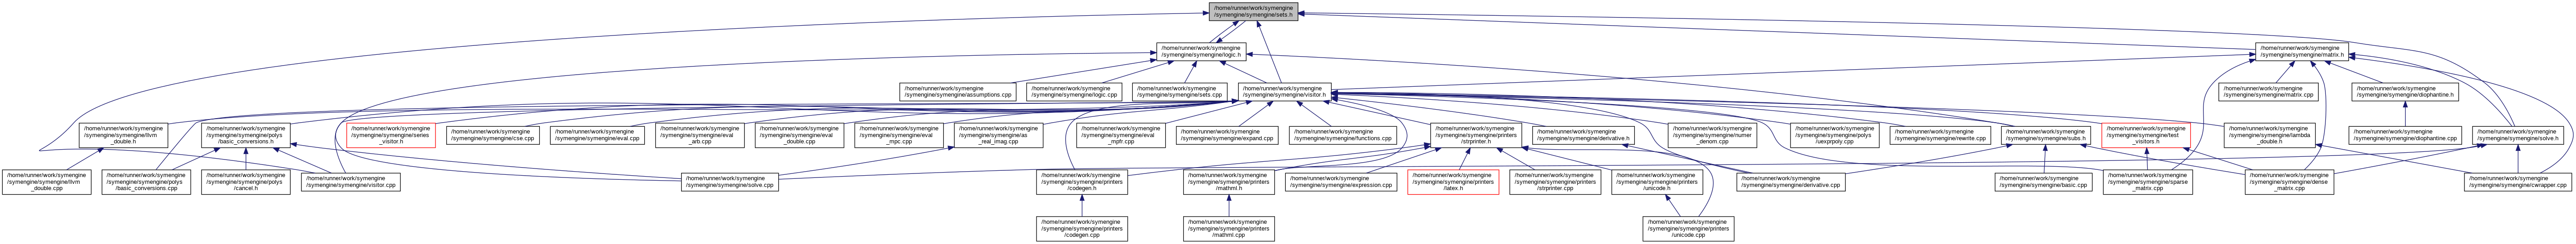 /home/runner/work/symengine
/symengine/symengine/sets.h
/home/runner/work/symengine
/symengine/symengine/logic.h
/home/runner/work/symengine
/symengine/symengine/matrix.h
/home/runner/work/symengine
/symengine/symengine/assumptions.cpp
/home/runner/work/symengine
/symengine/symengine/logic.cpp
/home/runner/work/symengine
/symengine/symengine/sets.cpp
/home/runner/work/symengine
/symengine/symengine/visitor.h
/home/runner/work/symengine
/symengine/symengine/matrix.cpp
/home/runner/work/symengine
/symengine/symengine/diophantine.h
/home/runner/work/symengine
/symengine/symengine/llvm
_double.h
/home/runner/work/symengine
/symengine/symengine/polys
/basic_conversions.h
/home/runner/work/symengine
/symengine/symengine/series
_visitor.h
/home/runner/work/symengine
/symengine/symengine/cse.cpp
/home/runner/work/symengine
/symengine/symengine/eval.cpp
/home/runner/work/symengine
/symengine/symengine/eval
_arb.cpp
/home/runner/work/symengine
/symengine/symengine/eval
_double.cpp
/home/runner/work/symengine
/symengine/symengine/eval
_mpc.cpp
/home/runner/work/symengine
/symengine/symengine/as
_real_imag.cpp
/home/runner/work/symengine
/symengine/symengine/eval
_mpfr.cpp
/home/runner/work/symengine
/symengine/symengine/expand.cpp
/home/runner/work/symengine
/symengine/symengine/functions.cpp
/home/runner/work/symengine
/symengine/symengine/printers
/strprinter.h
/home/runner/work/symengine
/symengine/symengine/derivative.h
/home/runner/work/symengine
/symengine/symengine/numer
_denom.cpp
/home/runner/work/symengine
/symengine/symengine/polys
/uexprpoly.cpp
/home/runner/work/symengine
/symengine/symengine/rewrite.cpp
/home/runner/work/symengine
/symengine/symengine/subs.h
/home/runner/work/symengine
/symengine/symengine/test
_visitors.h
/home/runner/work/symengine
/symengine/symengine/lambda
_double.h
/home/runner/work/symengine
/symengine/symengine/diophantine.cpp
/home/runner/work/symengine
/symengine/symengine/solve.h
/home/runner/work/symengine
/symengine/symengine/llvm
_double.cpp
/home/runner/work/symengine
/symengine/symengine/polys
/basic_conversions.cpp
/home/runner/work/symengine
/symengine/symengine/polys
/cancel.h
/home/runner/work/symengine
/symengine/symengine/visitor.cpp
/home/runner/work/symengine
/symengine/symengine/solve.cpp
/home/runner/work/symengine
/symengine/symengine/printers
/codegen.h
/home/runner/work/symengine
/symengine/symengine/printers
/mathml.h
/home/runner/work/symengine
/symengine/symengine/expression.cpp
/home/runner/work/symengine
/symengine/symengine/printers
/latex.h
/home/runner/work/symengine
/symengine/symengine/printers
/strprinter.cpp
/home/runner/work/symengine
/symengine/symengine/printers
/unicode.h
/home/runner/work/symengine
/symengine/symengine/derivative.cpp
/home/runner/work/symengine
/symengine/symengine/basic.cpp
/home/runner/work/symengine
/symengine/symengine/sparse
_matrix.cpp
/home/runner/work/symengine
/symengine/symengine/dense
_matrix.cpp
/home/runner/work/symengine
/symengine/symengine/cwrapper.cpp
/home/runner/work/symengine
/symengine/symengine/printers
/codegen.cpp
/home/runner/work/symengine
/symengine/symengine/printers
/mathml.cpp
/home/runner/work/symengine
/symengine/symengine/printers
/unicode.cpp